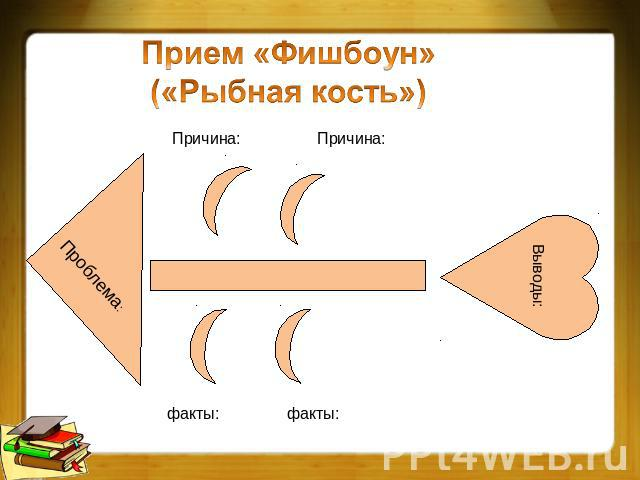 Прием «Фишбоун»
(«Рыбная кость»)
Причина: Причина:
Проблема:
Выводы:
факты: факты:
PPt4WEB.ru